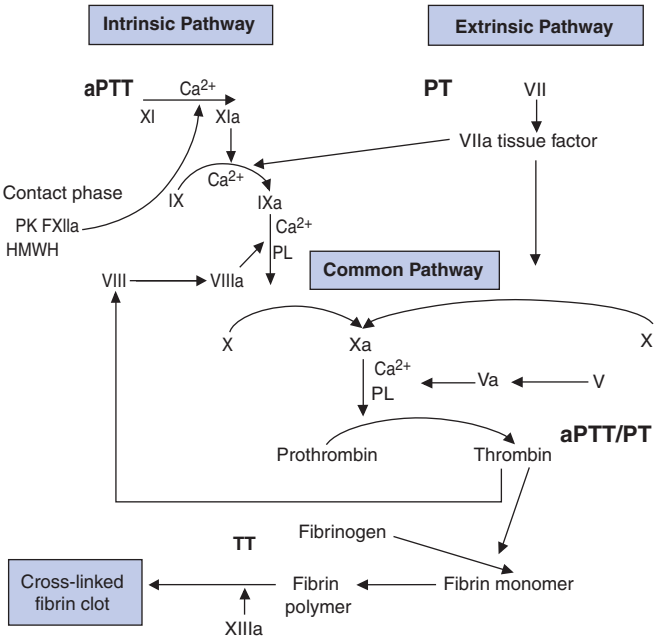 Intrinsic Pathway
Extrinsic Pathway
aPTT
Ca2+
XI
XIa
PT
VII
VIIa tissue factor
Ca2+
IX
IXa
Contact phase
PK FXIIa
HMWH
Ca2+
PL
VIII
VIIIa
Common Pathway
X
Xa
X
Ca2+
PL
Va
V
Prothrombin
Thrombin
aPTT/PT
Fibrinogen
TT
Cross-linked
fibrin clot
Fibrin
polymer
Fibrin monomer
XIIIa